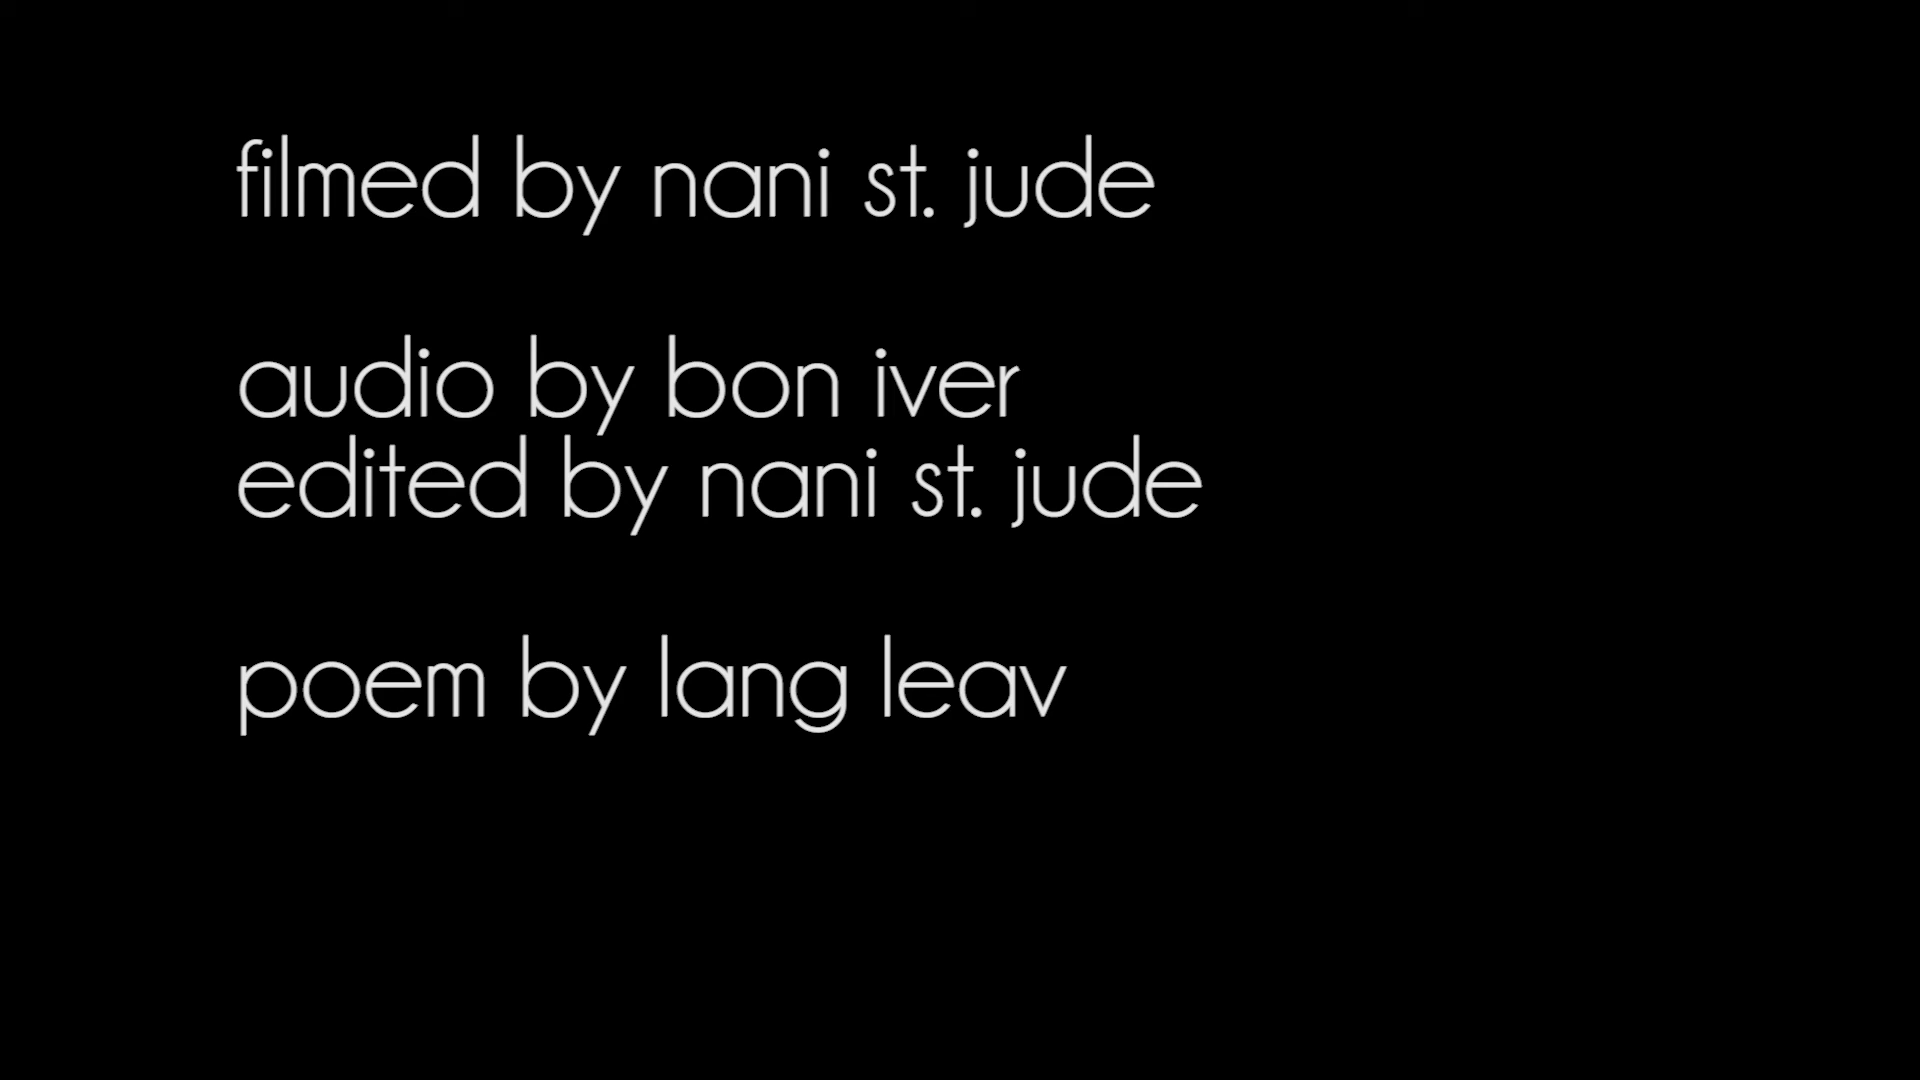 filmed by nani st. jude
audio by bon iver
edited by nani st. jude
poem by lang leav